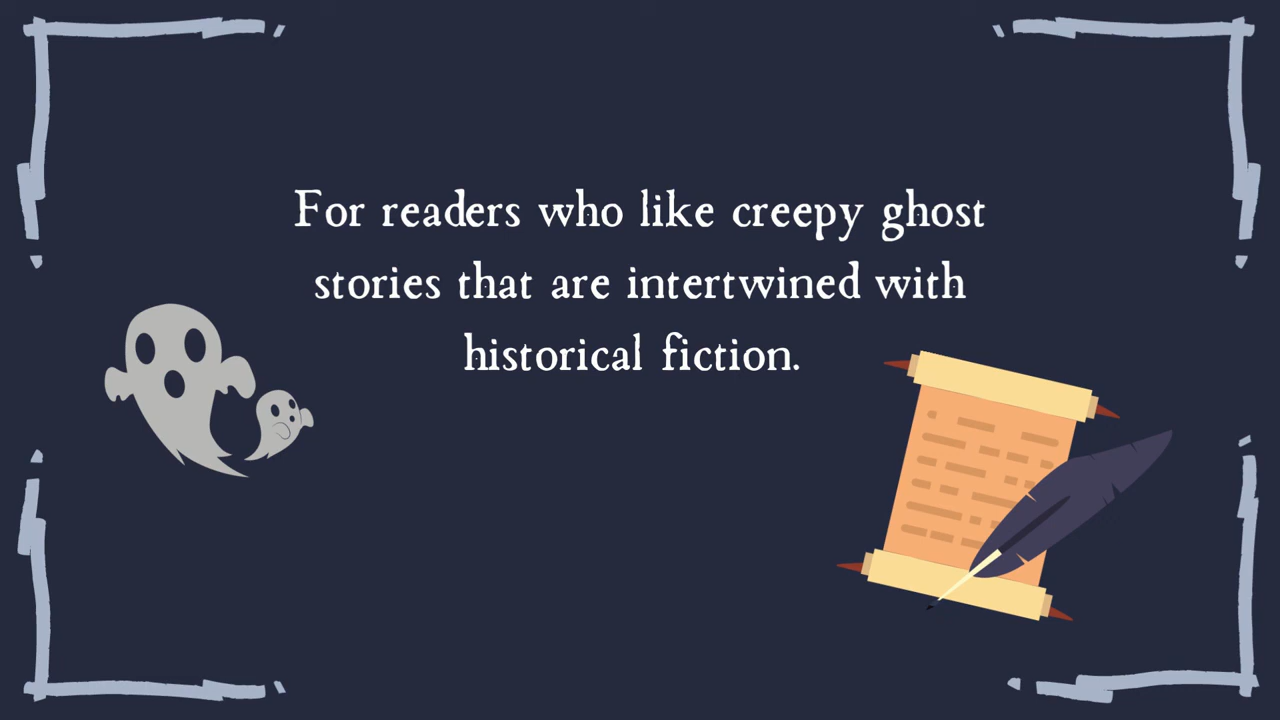 For readers who like creepy ghost
stories that are intertwined with
historical fiction.